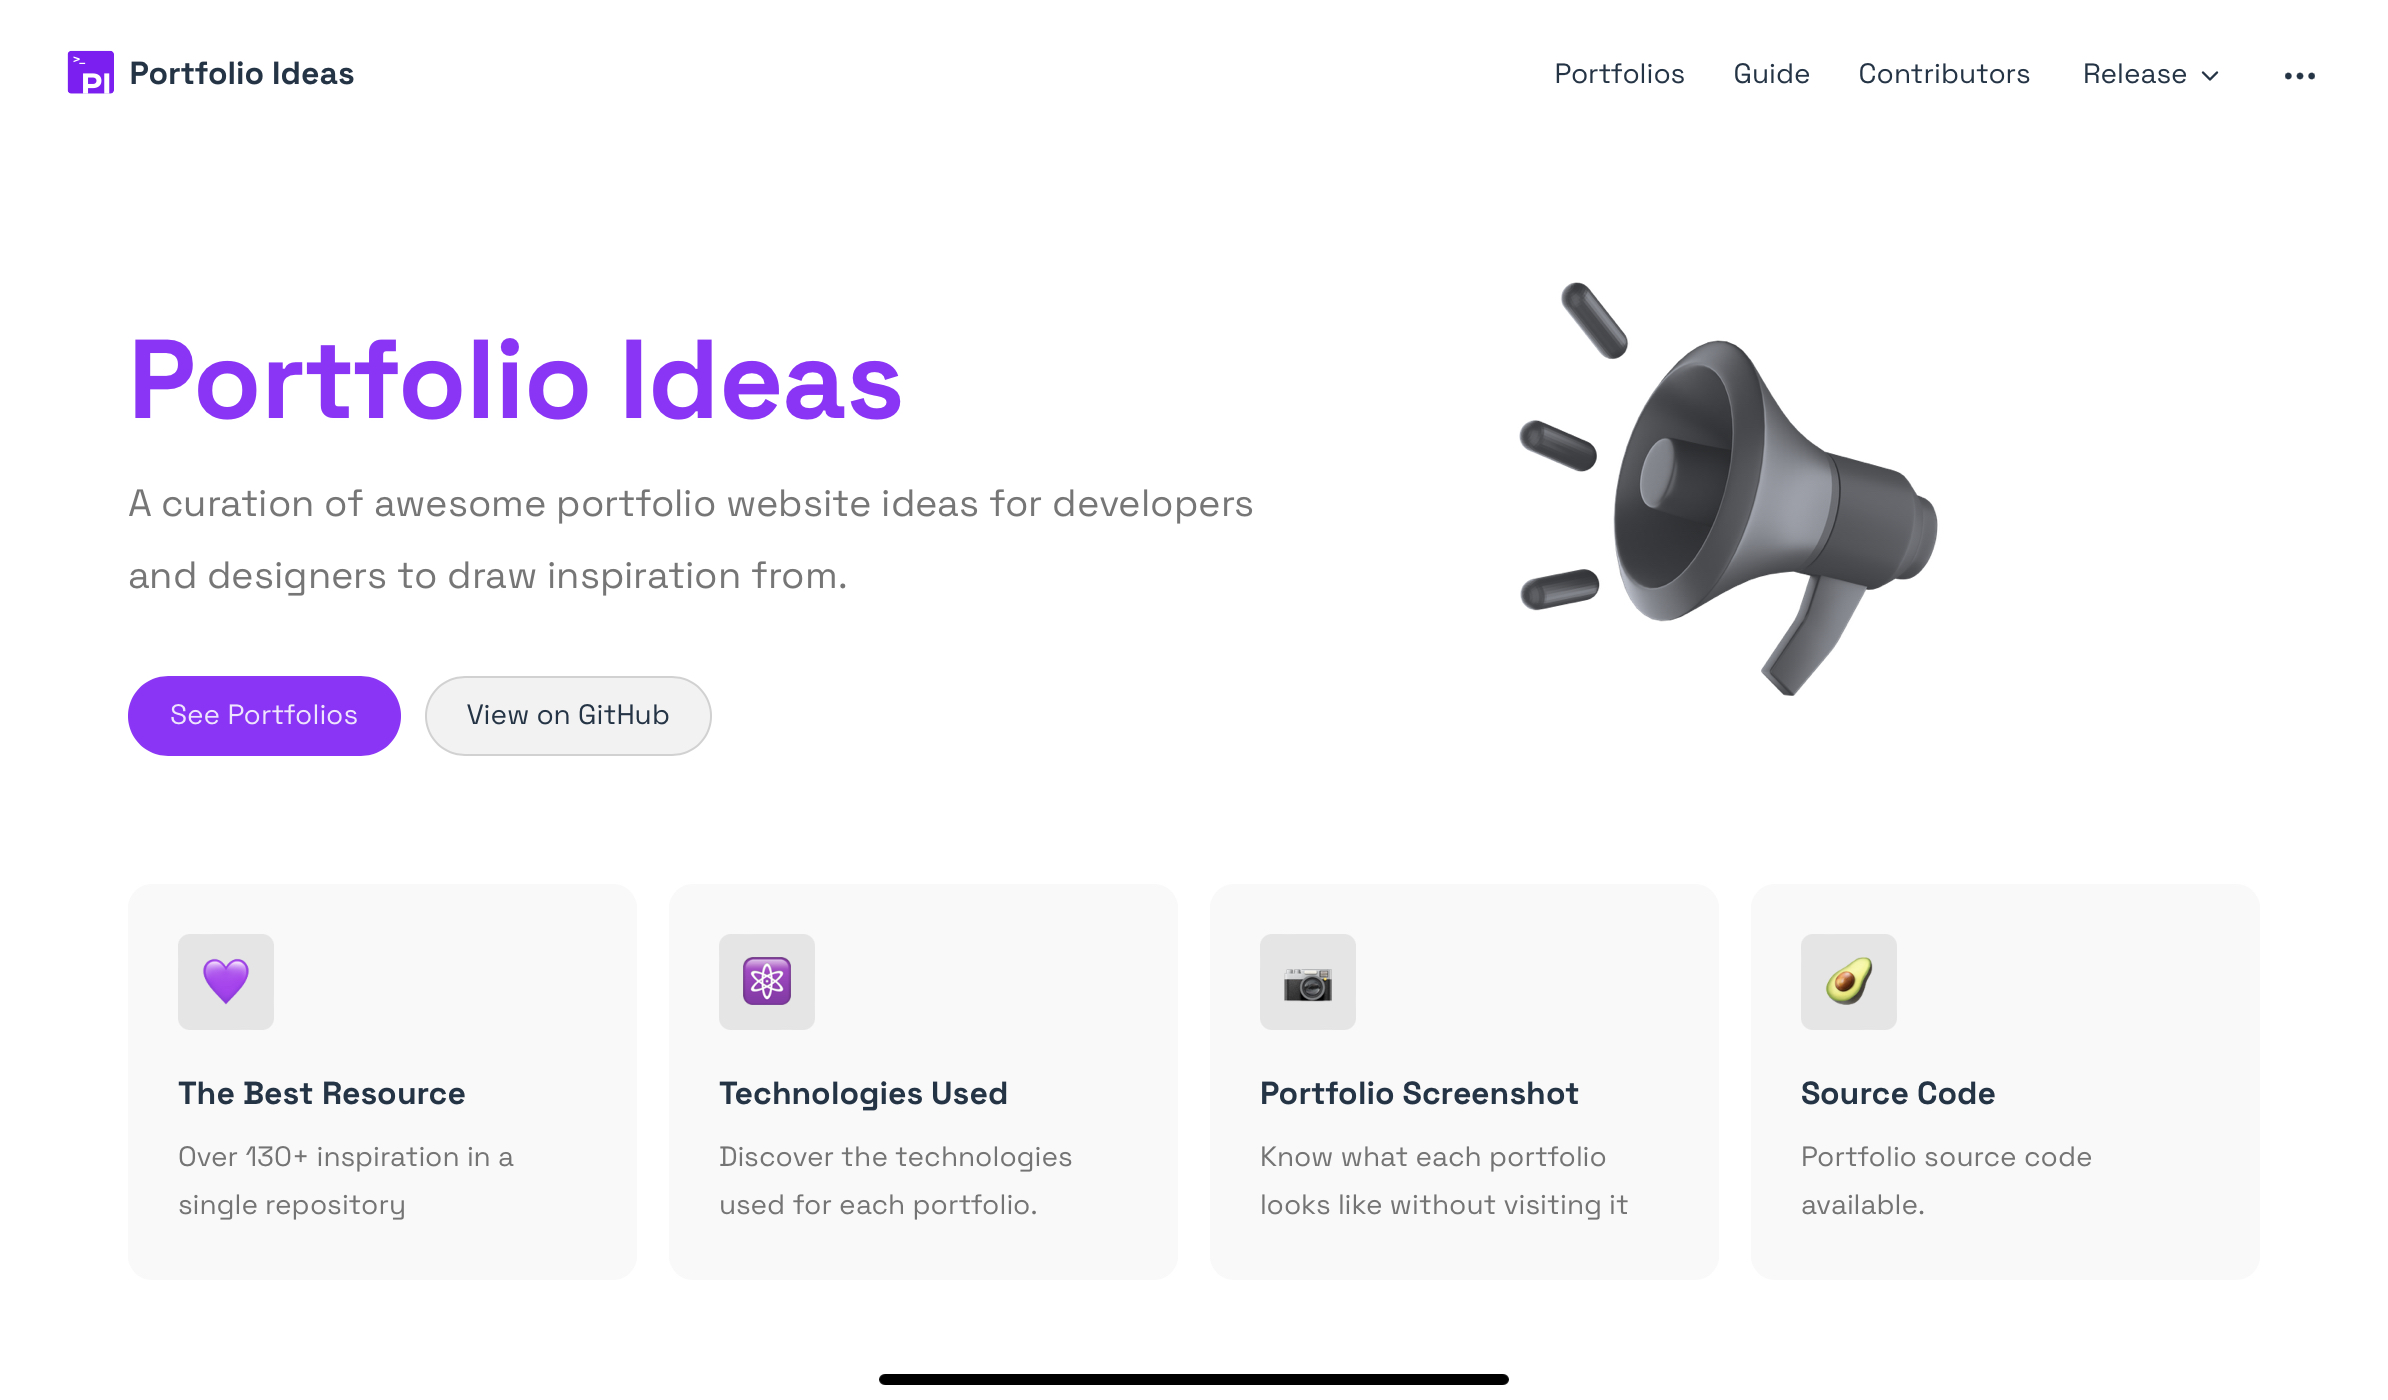 >_
PI
Portfolio Ideas
Portfolios
Guide
Contributors
Release
Portfolio Ideas
A curation of awesome portfolio website ideas for developers
and designers to draw inspiration from.
See Portfolios
View on GitHub
The Best Resource
Over 130+ inspiration in a
single repository
Technologies Used
Discover the technologies
used for each portfolio.
Portfolio Screenshot
Know what each portfolio
looks like without visiting it
Source Code
Portfolio source code
available.